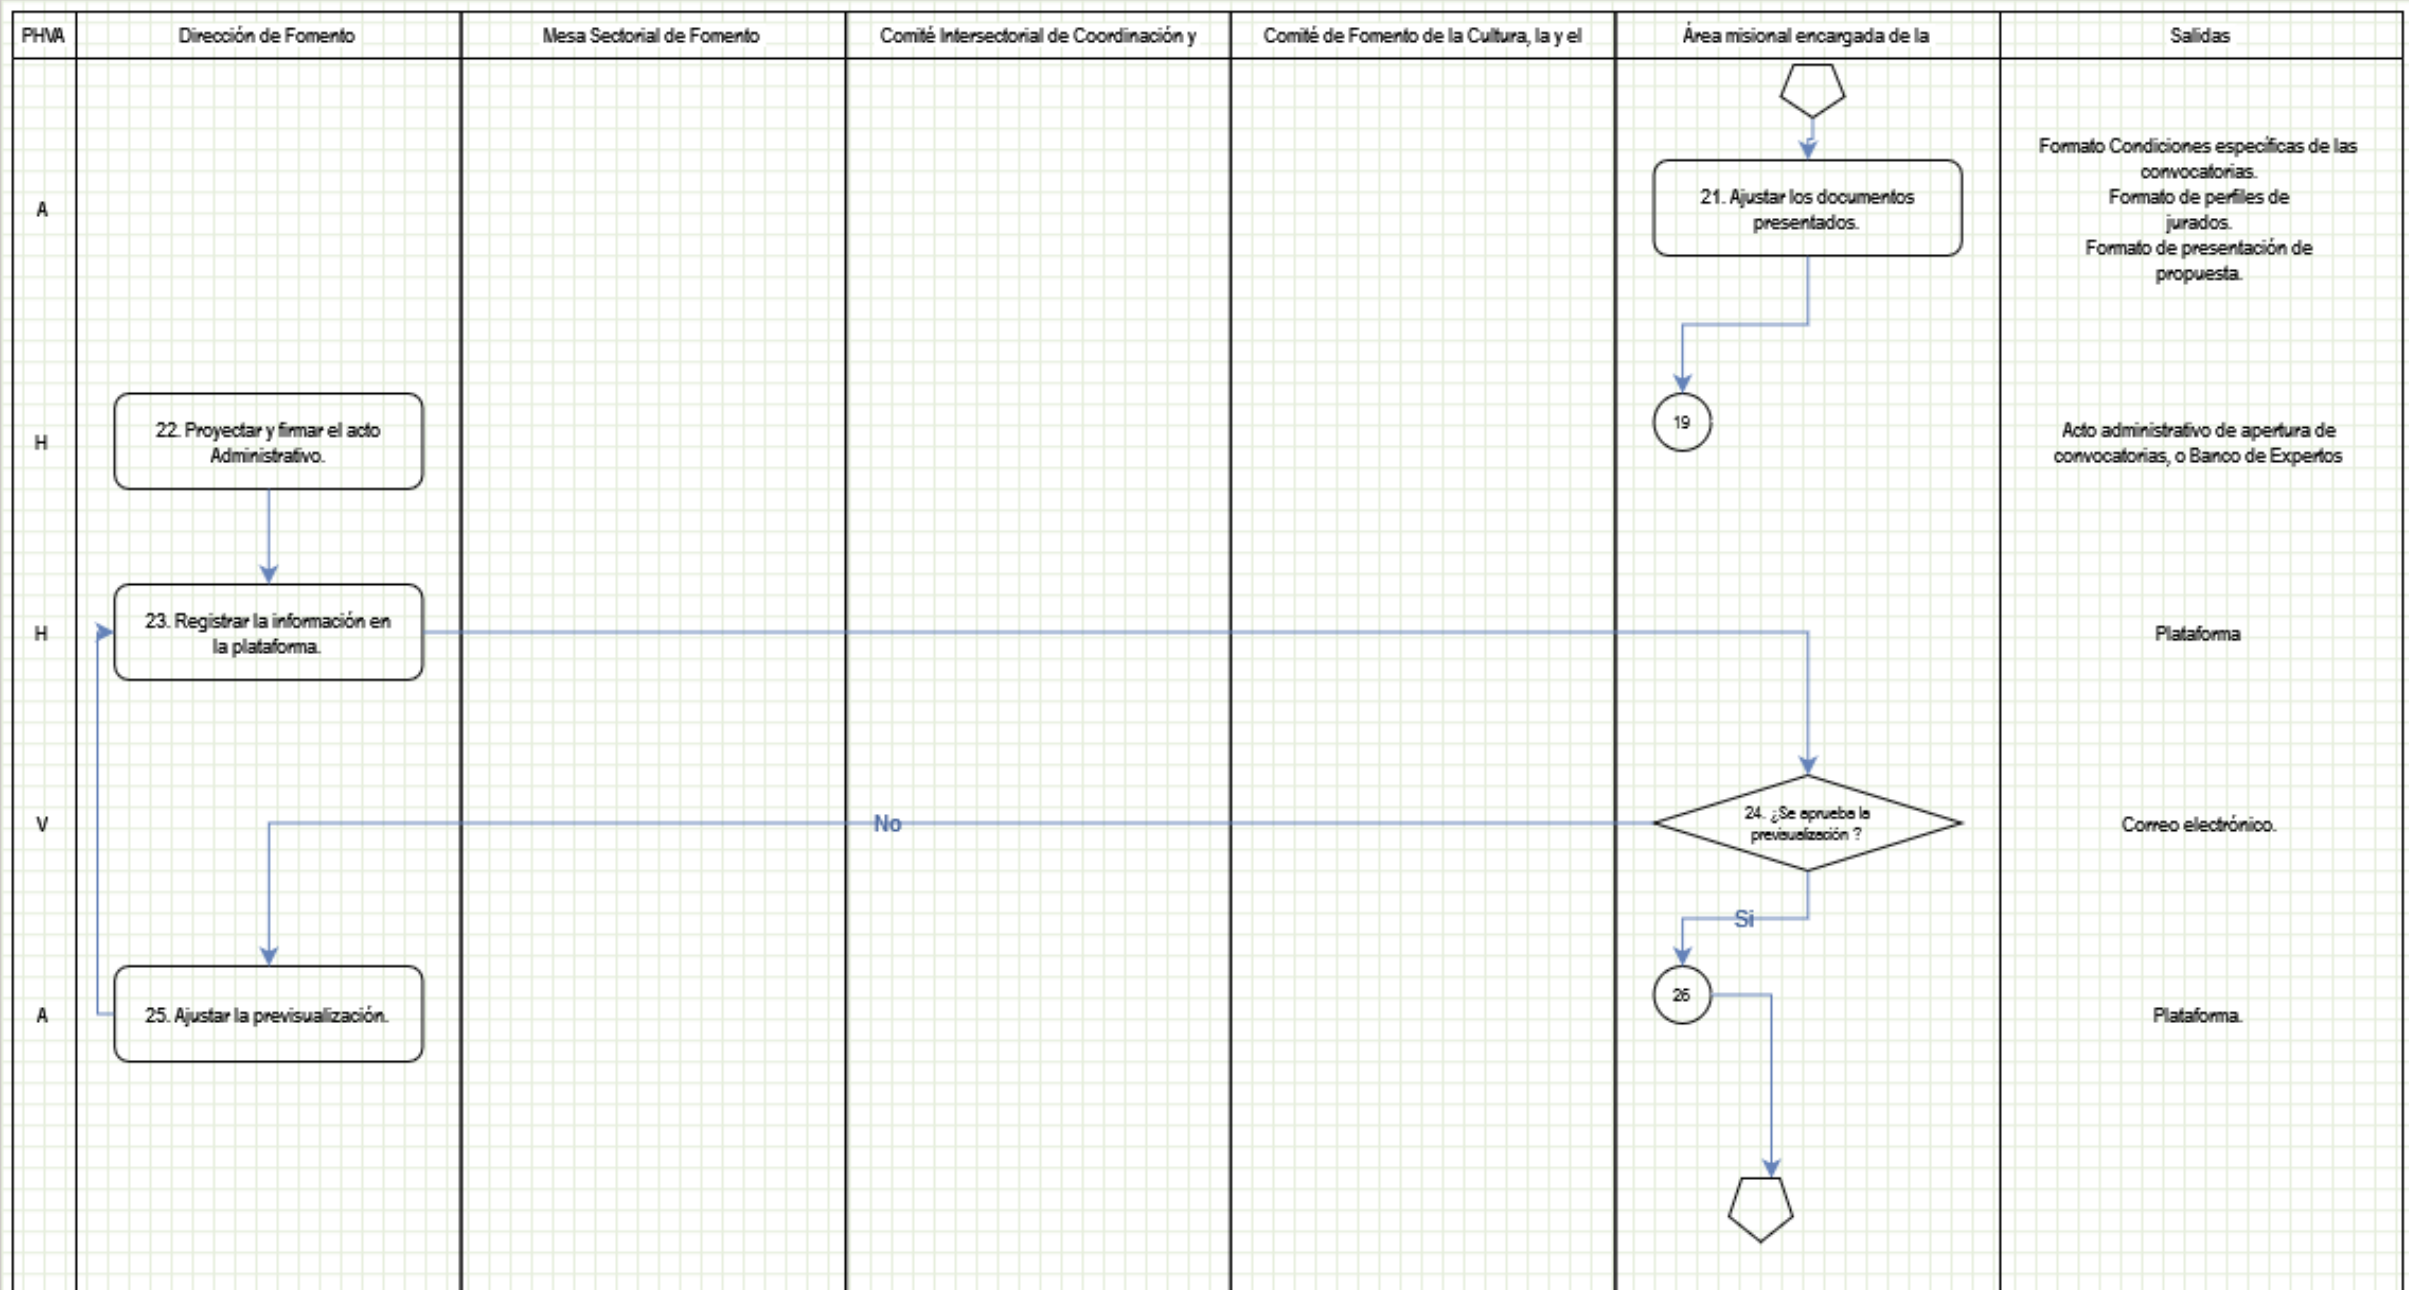 PHVA
Dirección de Fomento
Mesa Sectorial de Fomento
Comité Intersectorial de Coordinación y
Comité de Fomento de la Cultura, la y el
Área misional encargada de la
Salidas
A
21. Ajustar los documentos
presentados.
Formato Condiciones específicas de las
convocatorias.
Formato de perfiles de
jurados.
Formato de presentación de
propuesta.
19
H
22. Proyectar y firmar el acto
Administrativo.
Acto administrativo de apertura de
convocatorias, o Banco de Expertos
H
23. Registrar la información en
la plataforma.
Plataforma
V
No
24. ¿Se aprueba la
previsualización ?
Correo electrónico.
Si
A
25. Ajustar la previsualización.
26
Plataforma.